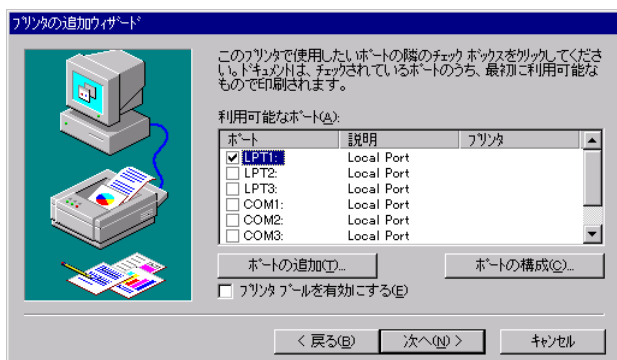 プリンタの追加ウィザード
このプリンタで使用したいポートの隣のチェック ボックスをクリックしてくださ
い。ドキュメントは、チェックされているポートのうち、最初に利用可能な
もので印刷されます。
利用可能なポート(A):
ポート 説明 プリンタ
LPT1: Local Port
LPT2: Local Port
LPT3: Local Port
COM1: Local Port
COM2: Local Port
COM3: Local Port
ポートの追加(T)... ポートの構成(C)...
プリンタ プールを有効にする(E)
< 戻る(B) 次へ(N) > キャンセル